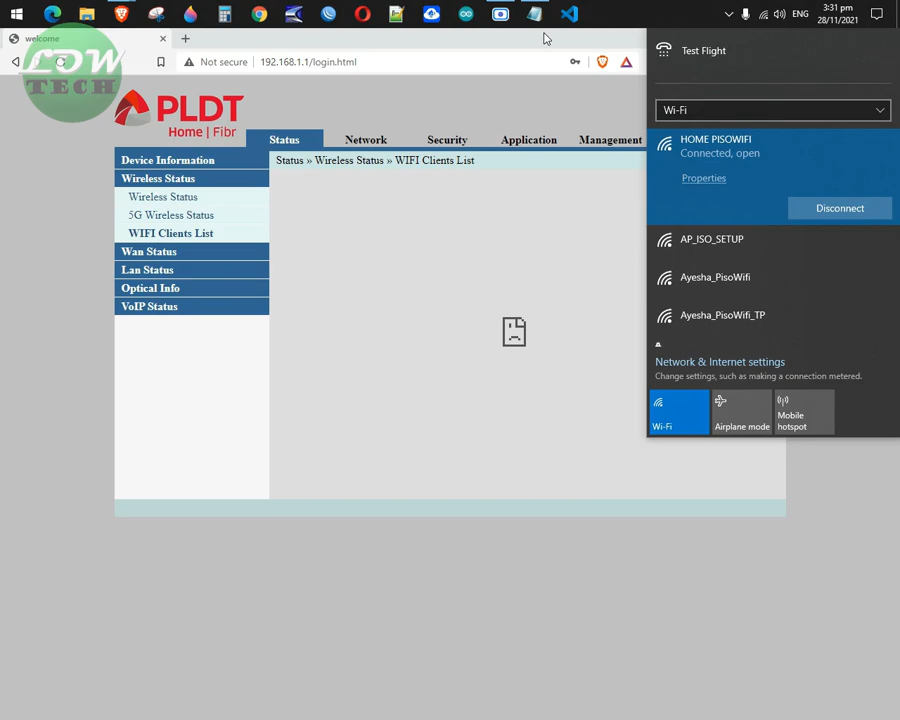 3:31 pm
ENG
28/11/2021
welcome
Not secure
192.168.1.1/login.html
LOW
TECH
PLDT
Home | Fibr
Status
Network
Security
Application
Management
Device Information
Status » Wireless Status » WIFI Clients List
Wireless Status
Wireless Status
5G Wireless Status
WIFI Clients List
Wan Status
Lan Status
Optical Info
VoIP Status
Test Flight
Wi-Fi
HOME PISOWIFI
Connected, open
Properties
Disconnect
AP_ISO_SETUP
Ayesha_PisoWifi
Ayesha_PisoWifi_TP
Network & Internet settings
Change settings, such as making a connection metered.
Wi-Fi
Airplane mode
Mobile
hotspot